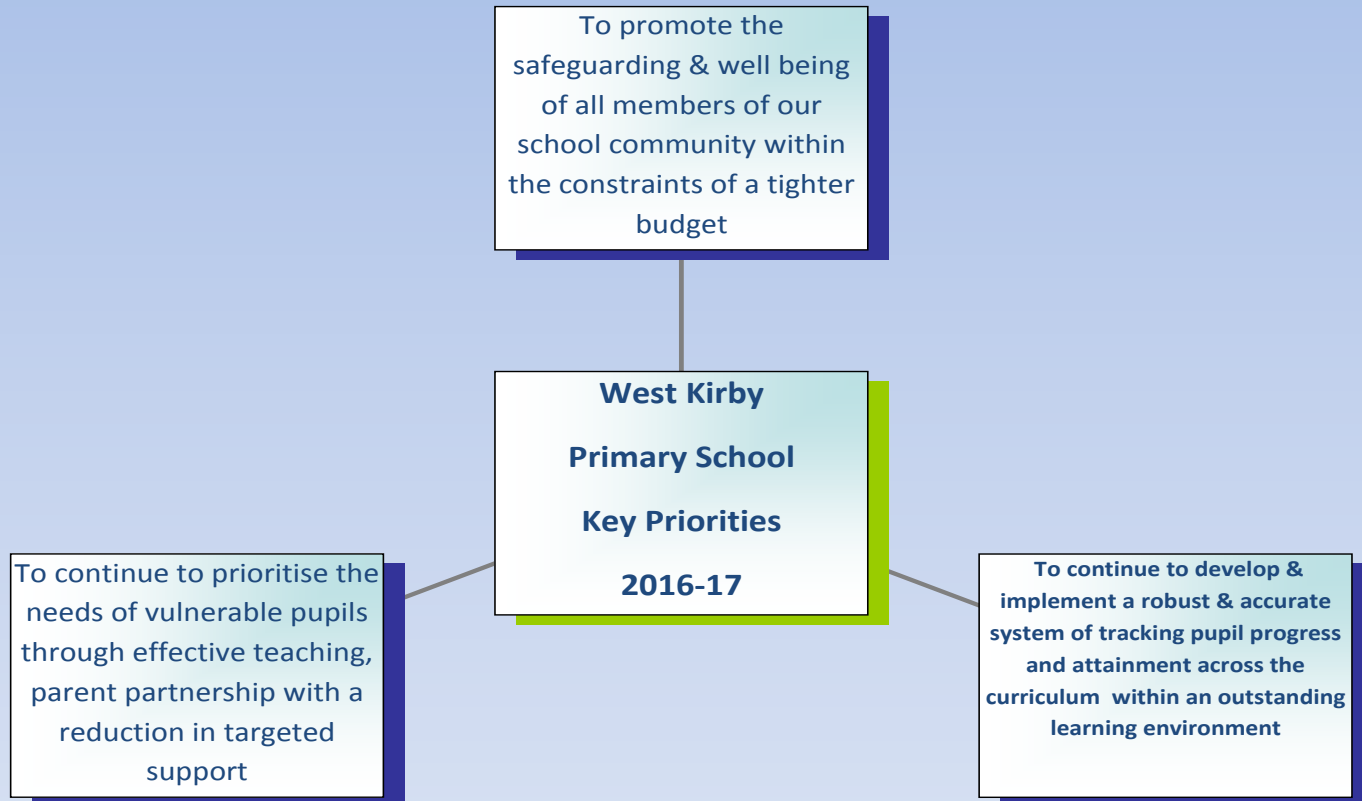 To promote the
safeguarding & well being
of all members of our
school community within
the constraints of a tighter
budget
West Kirby
Primary School
Key Priorities
2016-17
To continue to prioritise the
needs of vulnerable pupils
through effective teaching,
parent partnership with a
reduction in targeted
support
To continue to develop &
implement a robust & accurate
system of tracking pupil progress
and attainment across the
curriculum within an outstanding
learning environment